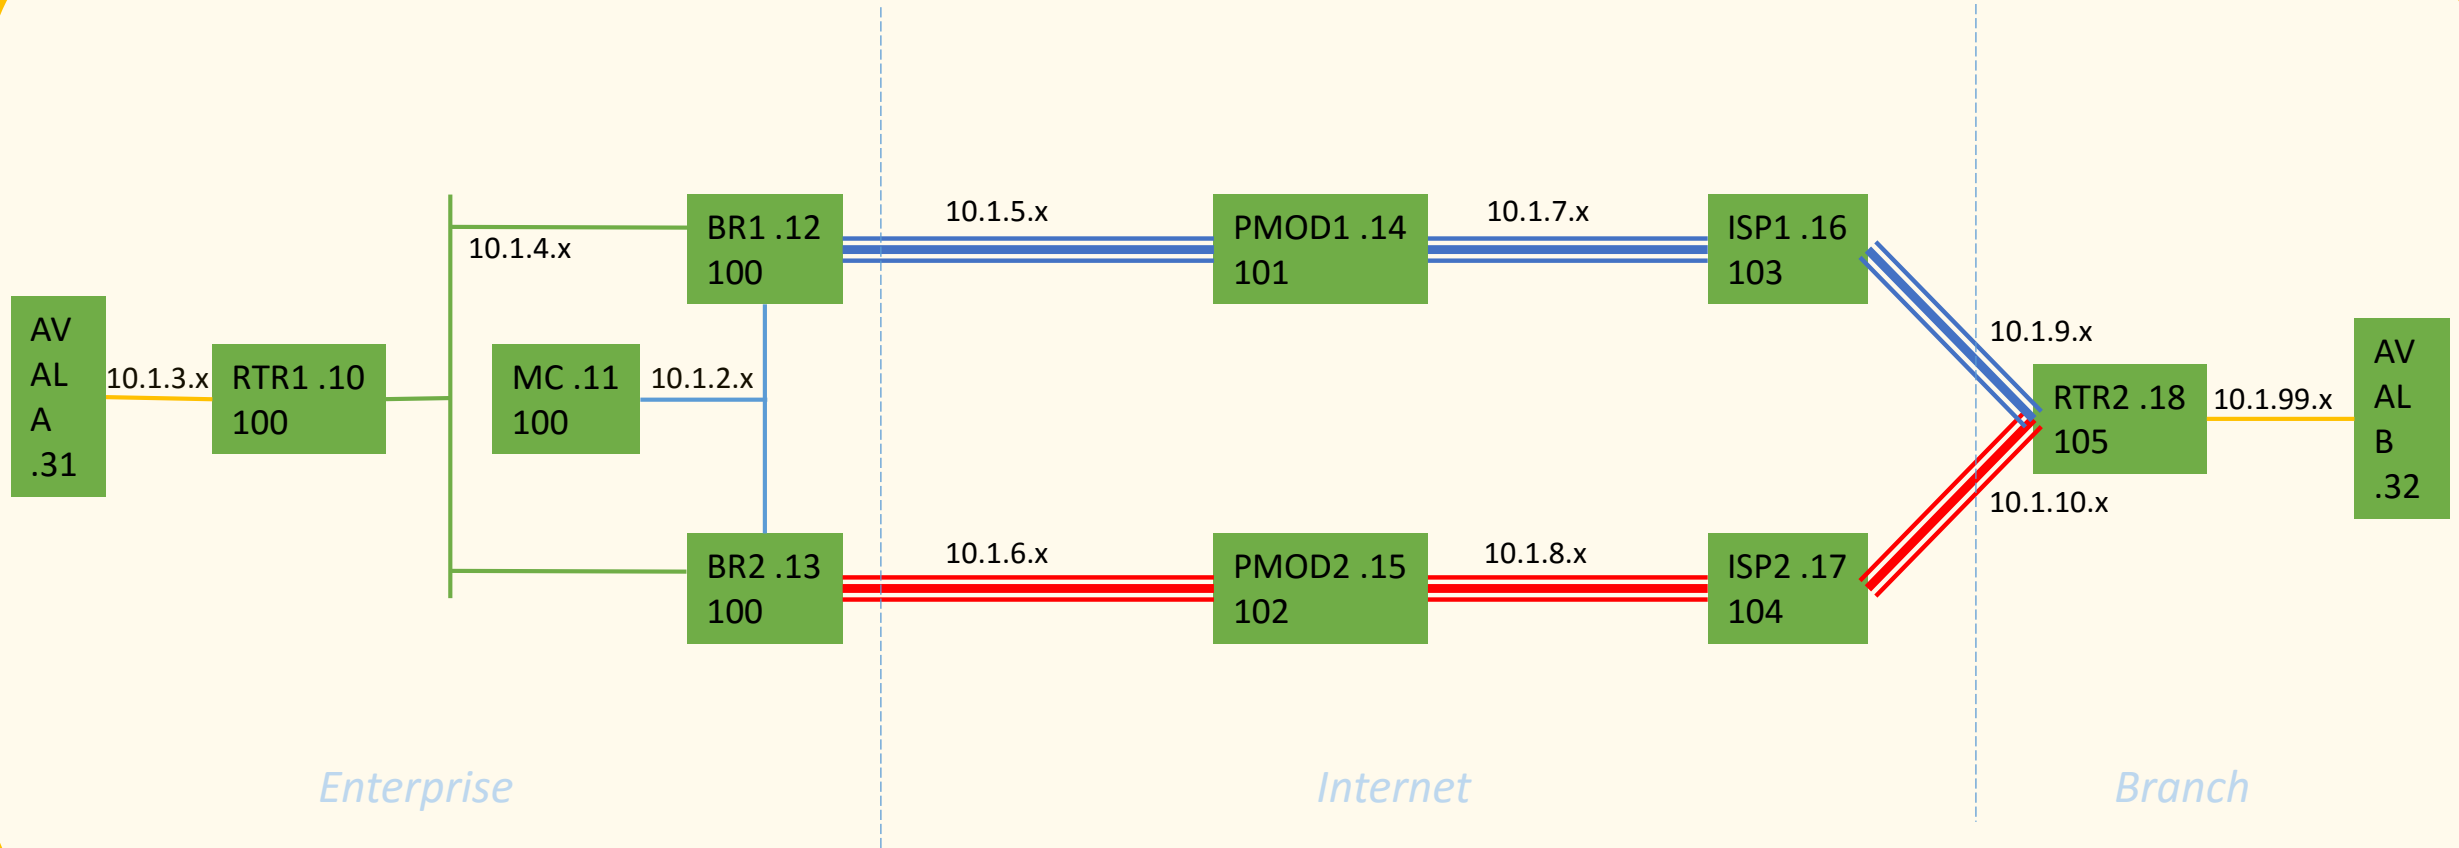 AV
AL
A
.31
10.1.3.x
RTR1 .10
100
10.1.4.x
MC .11
100
10.1.2.x
BR1 .12
100
BR2 .13
100
10.1.5.x
10.1.6.x
PMOD1 .14
101
PMOD2 .15
102
10.1.7.x
10.1.8.x
ISP1 .16
103
ISP2 .17
104
10.1.9.x
10.1.10.x
RTR2 .18
105
10.1.99.x
AV
AL
B
.32
Enterprise
Internet
Branch